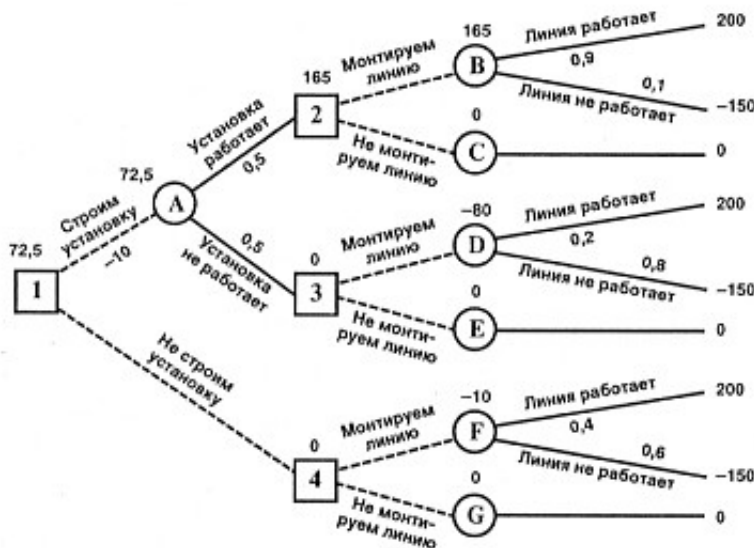 72,5
1
Строим
установку
–10
72,5
A
Установка
работает
0,5
0,5
Установка
не работает
Не строим
установку
165
2
Монтируем
линию
Не монти-
руем линию
165
B
Линия работает
0,9
0,1
Линия не работает
200
–150
0
C
0
0
3
Монтируем
линию
Не монти-
руем линию
–80
D
Линия работает
0,2
0,8
Линия не работает
200
–150
0
E
0
0
4
Монтируем
линию
Не монти-
руем линию
–10
F
Линия работает
0,4
0,6
Линия не работает
200
–150
0
G
0